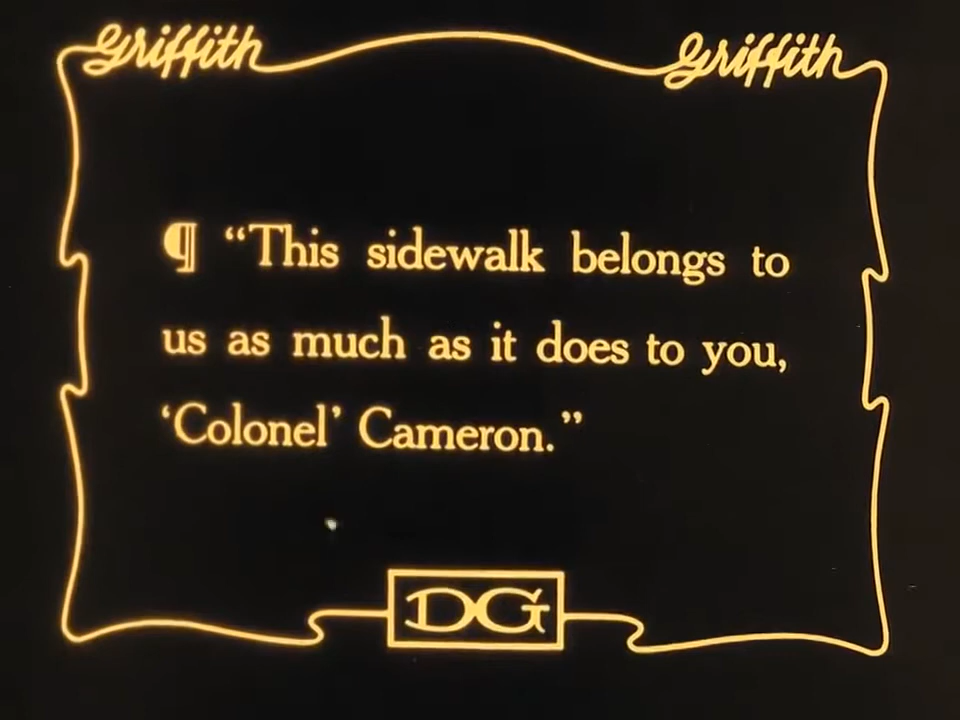 Griffith Griffith
¶ “This sidewalk belongs to
us as much as it does to you,
‘Colonel’ Cameron.”
DG